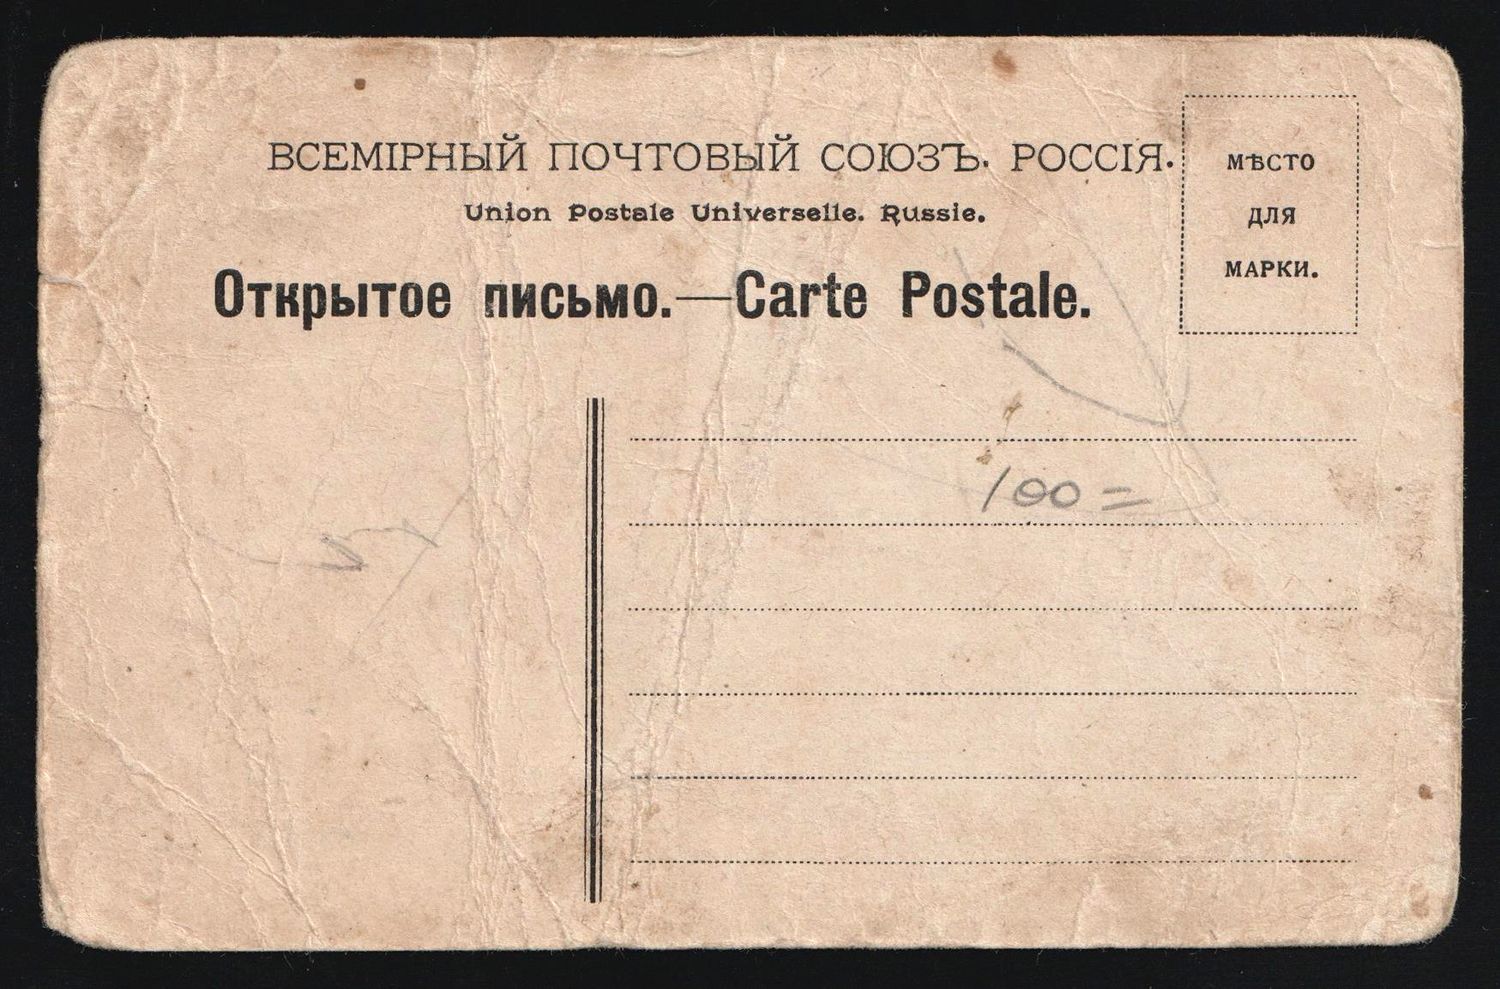 ВСЕМІРНЫЙ ПОЧТОВЫЙ СОЮЗЪ. РОССІЯ.
Union Postale Universelle. Russie.
Открытое письмо.—Carte Postale.
МѢСТО
ДЛЯ
МАРКИ.
100=